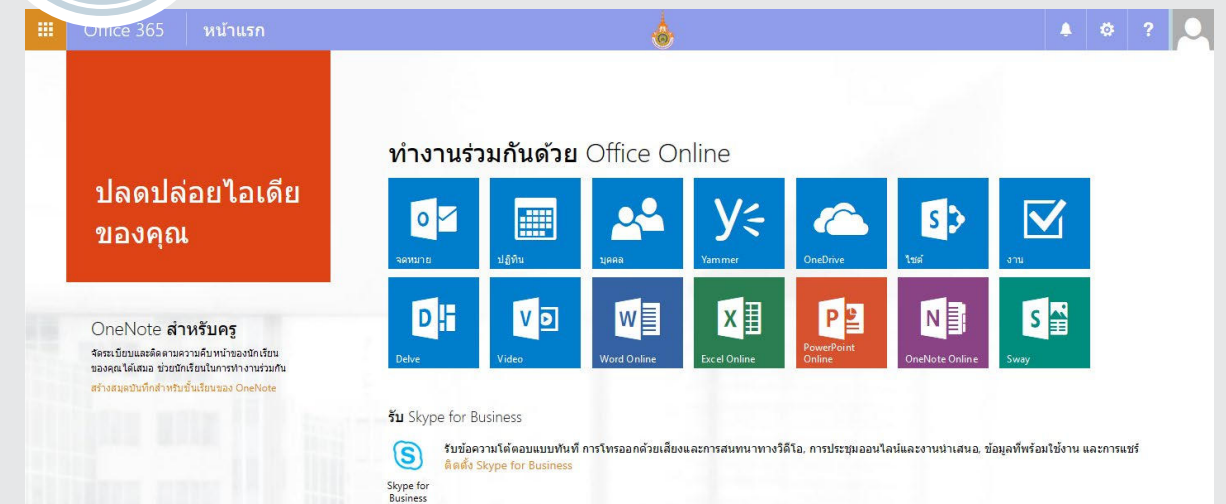 Office 365
หน้าแรก
?
ปลดปล่อยไอเดีย
ของคุณ
ทำงานร่วมกันด้วย Office Online
จดหมาย
ปฏิทิน
บุคคล
Yammer
OneDrive
ไซต์
งาน
Delve
Video
Word Online
Excel Online
PowerPoint
Online
OneNote Online
Sway
OneNote สำหรับครู
จัดระเบียบและติดตามความคืบหน้าของนักเรียน
ของคุณได้เสมอ ช่วยนักเรียนในการทำงานร่วมกัน
สร้างสมุดบันทึกสำหรับชั้นเรียนของ OneNote
รับ Skype for Business
รับข้อความโต้ตอบแบบทันที การโทรออกด้วยเสียงและการสนทนาทางวิดีโอ, การประชุมออนไลน์และงานนำเสนอ, ข้อมูลที่พร้อมใช้งาน และการแชร์
ติดตั้ง Skype for Business
Skype for
Business